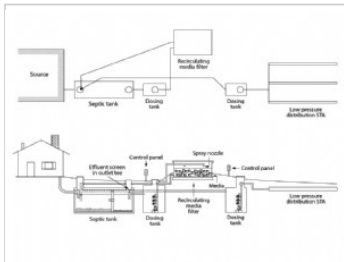 Source
Septic tank
Dosing
tank
Recirculating
media filter
Dosing
tank
Low pressure
distribution STA
Effluent screen
in outlet tee
Control panel
Spray nozzle
Control panel
Media
Septic tank
Dosing
tank
Recirculating
media
filter
Dosing
tank
Low pressure
distribution STA